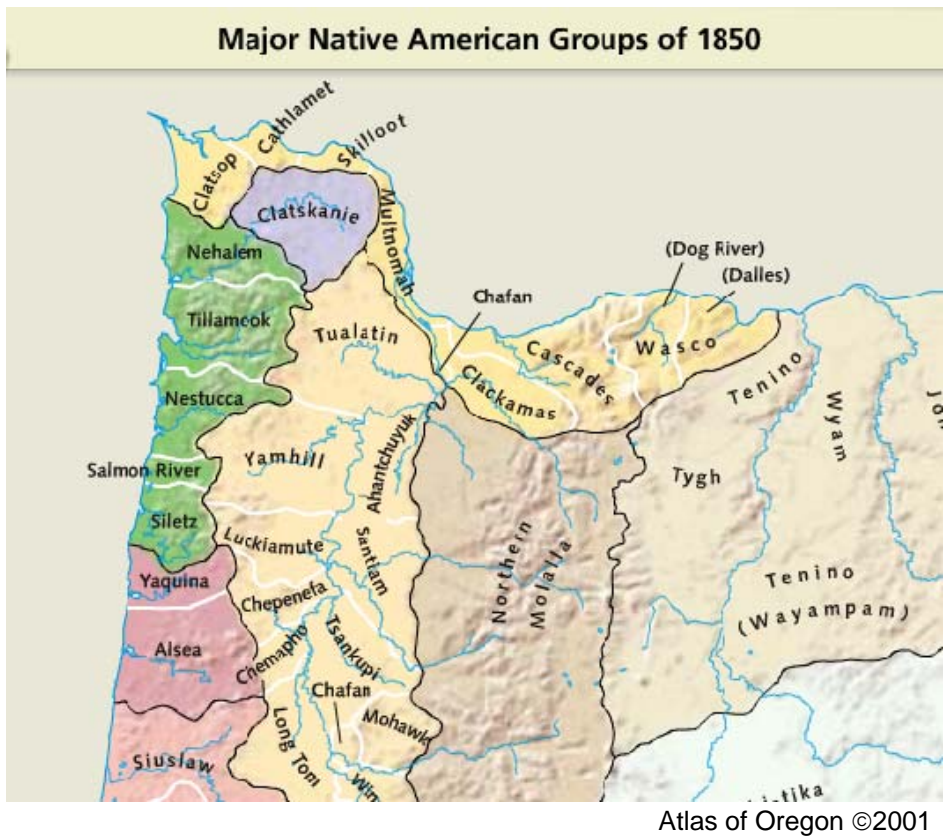 Major Native American Groups of 1850
Cathlamet
Skilloot
Clatsop
Clatskanie
Multnomah
Nehalem
(Dog River)
(Dalles)
Chafan
Tillamook
Tualatin
Cascades
Wasco
Clackamas
Tenino
Nestucca
Wyam
Ahantchuyuk
Yamhill
Salmon River
Tygh
Siletz
Luckiamute
Santiam
Northern
Molalla
Yaquina
Chepenefa
Tenino
(Wayampam)
Alsea
Chemapho
Tsankupi
Chafan
Mohawk
Long Tom
Siuslaw
Atlas of Oregon ©2001